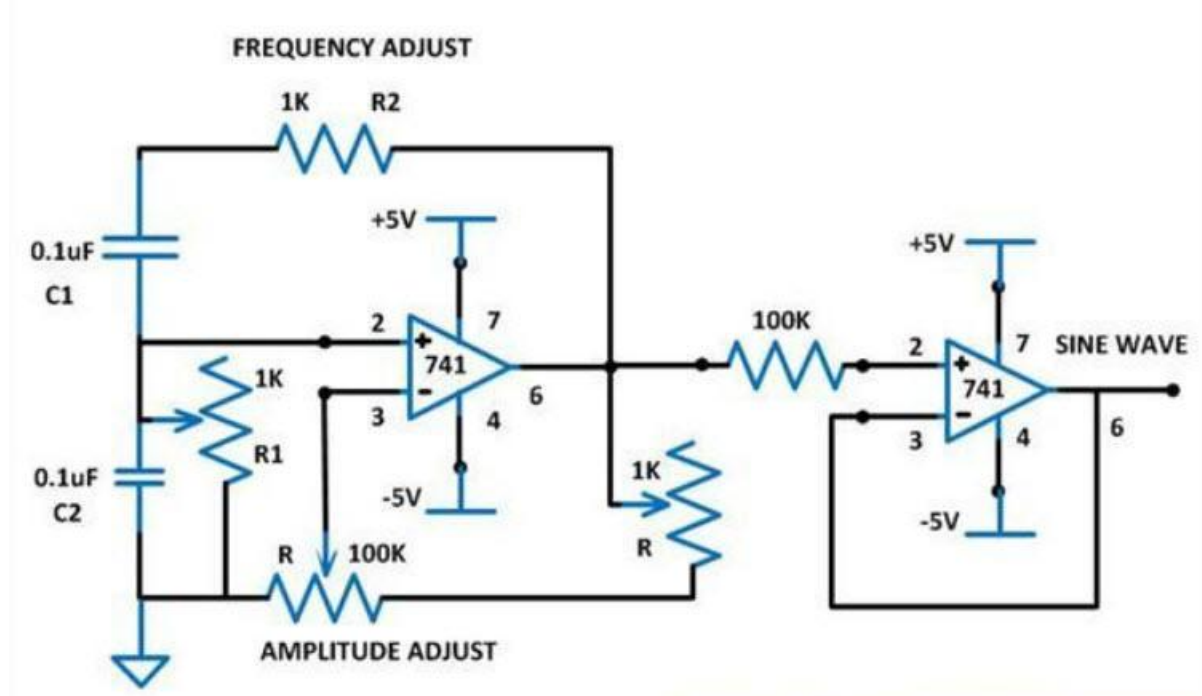 FREQUENCY ADJUST
1K R2
+5V
0.1uF
C1
2 7
+
741
-
6
3 4
-5V
1K
R1
0.1uF
C2
R 100K
AMPLITUDE ADJUST
1K
R
100K
+5V
2 7
SINE WAVE
+
741
-
6
3 4
-5V